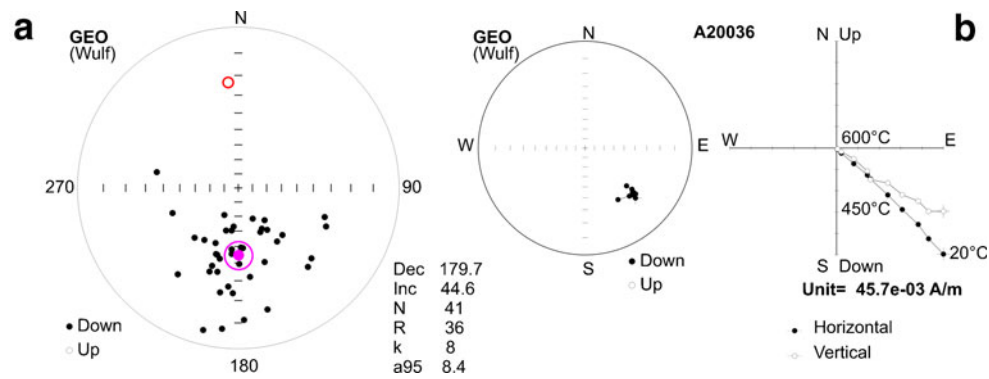 a
GEO
(Wulf)
N
270
90
180
Down
Up
Dec 179.7
Inc 44.6
N 41
R 36
k 8
a95 8.4
GEO
(Wulf)
N
W
E
S
Down
Up
A20036
b
N Up
W
E
600°C
450°C
20°C
S Down
Unit= 45.7e-03 A/m
Horizontal
Vertical